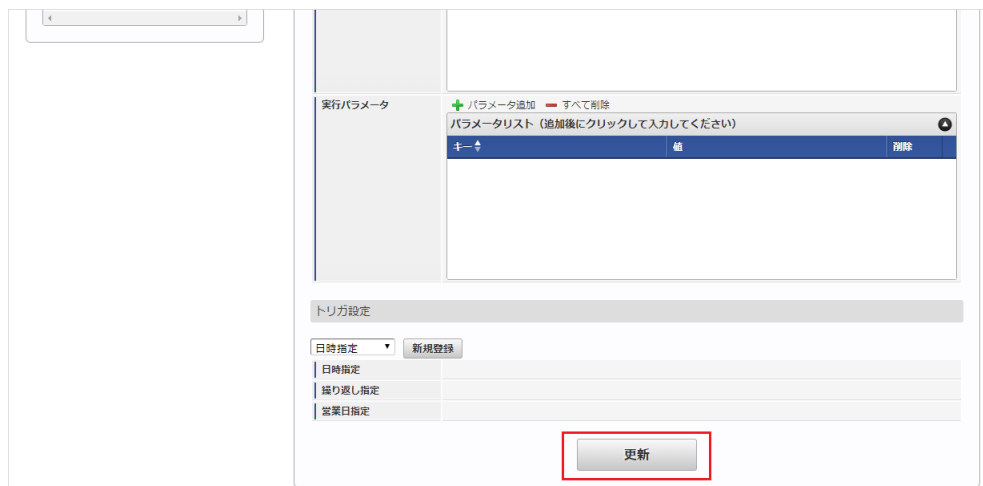 実行パラメータ
パラメータ追加 すべて削除
パラメータリスト（追加後にクリックして入力してください）
キー 値 削除
トリガ設定
日時指定 新規登録
日時指定
繰り返し指定
営業日指定
更新